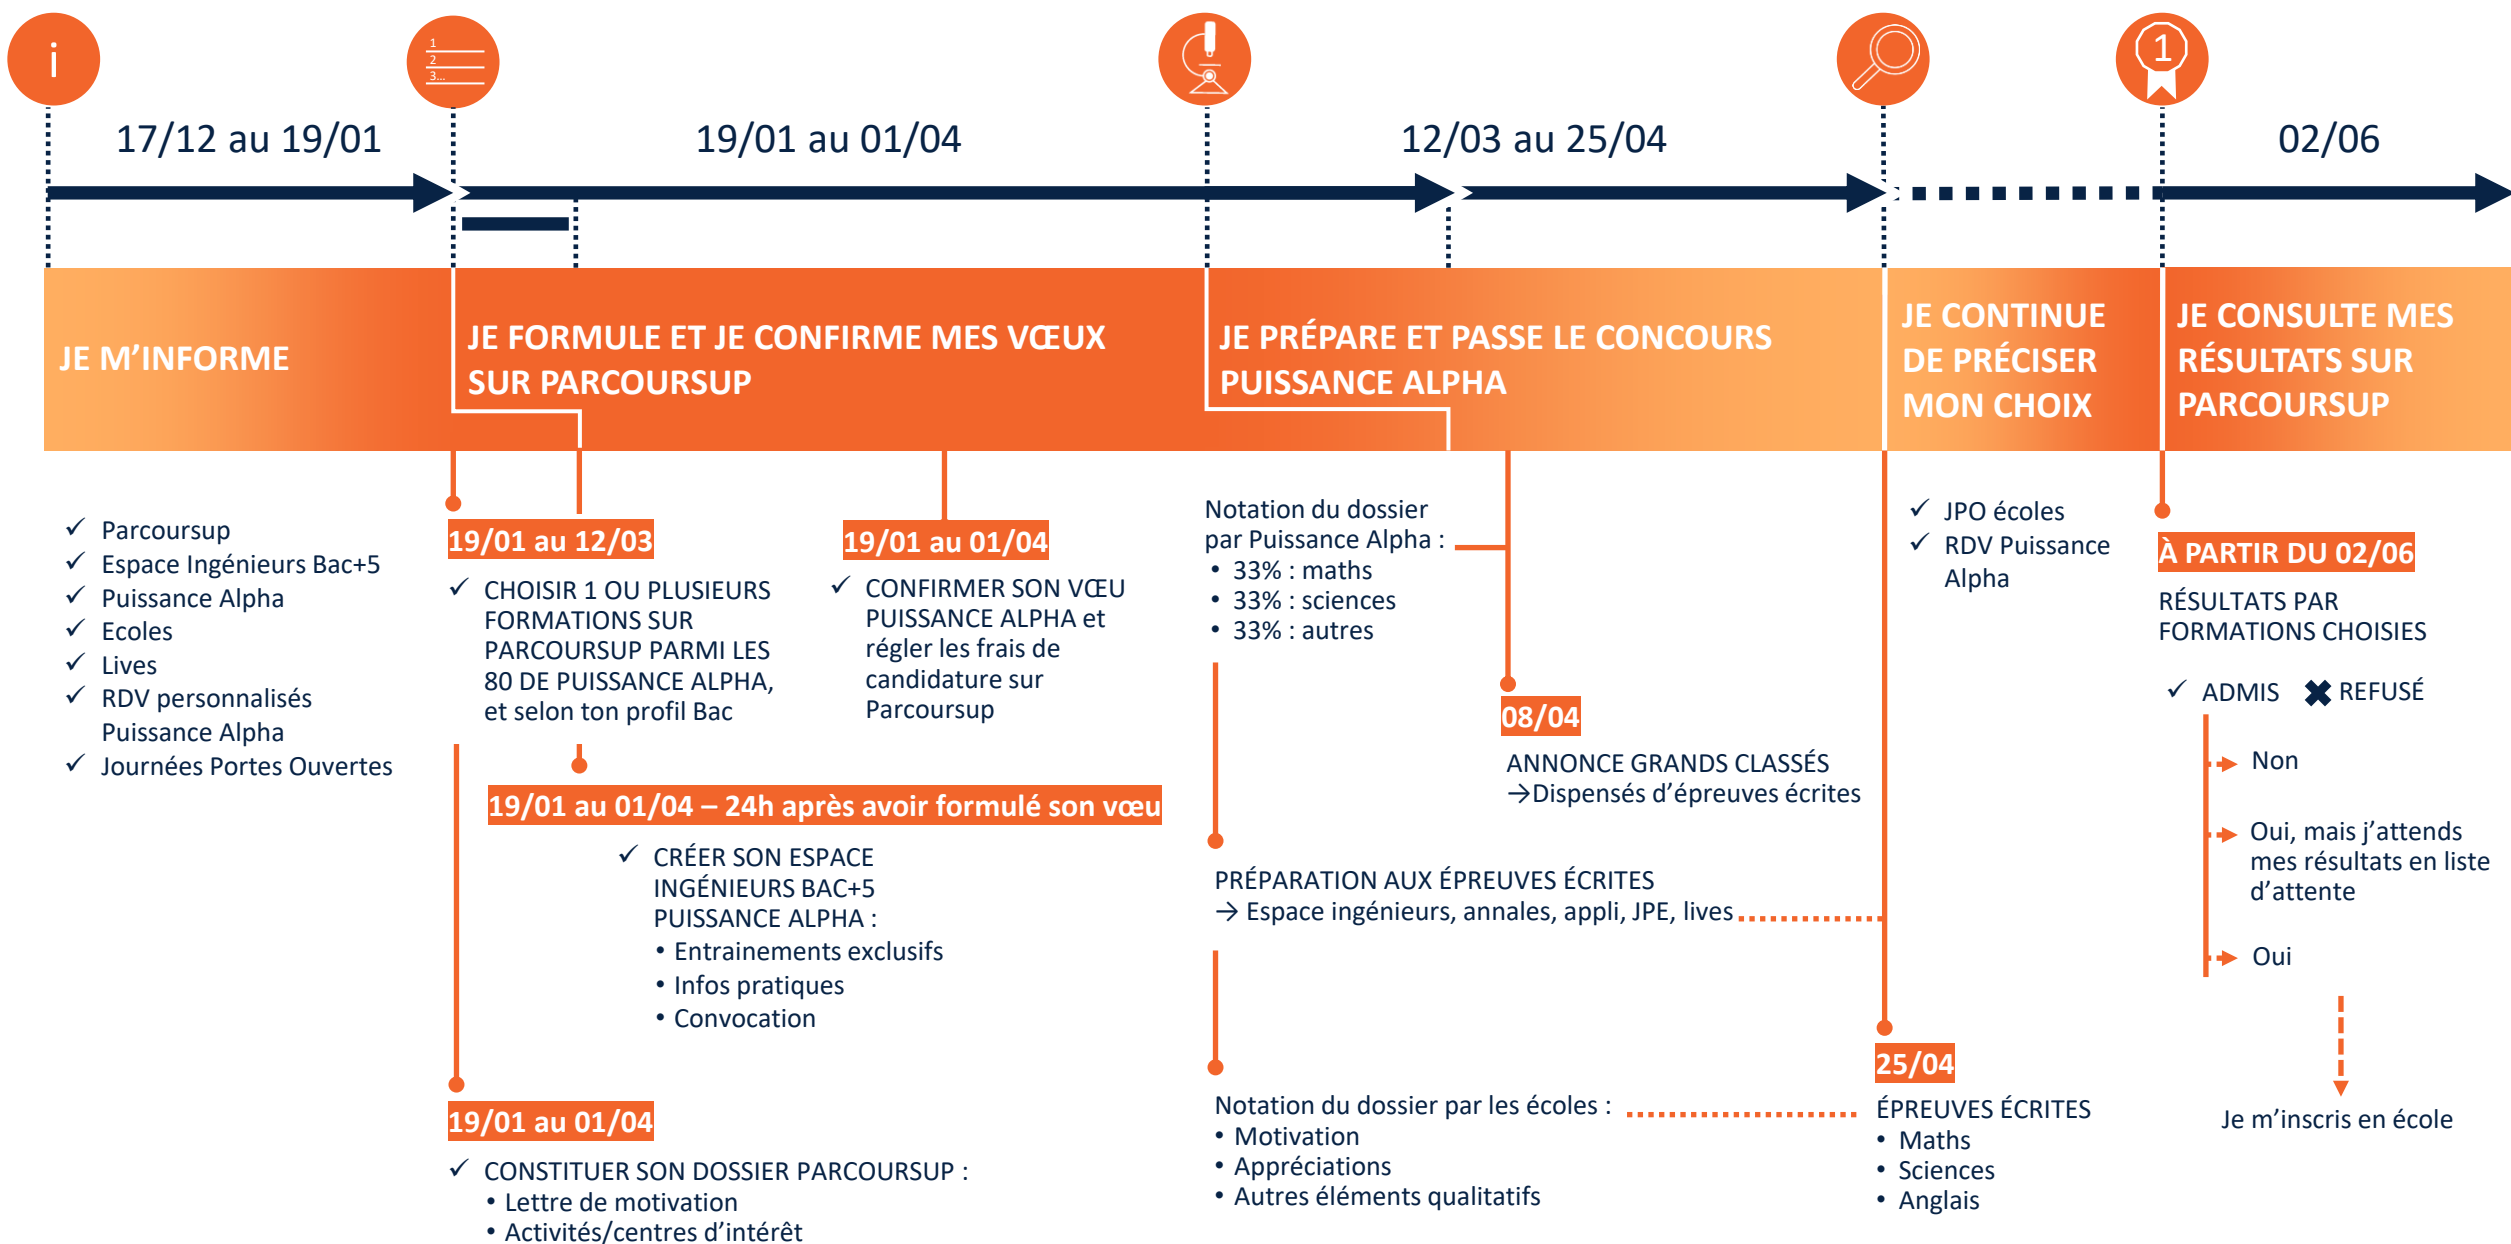 i
1
2
3...
1
17/12 au 19/01
19/01 au 01/04
12/03 au 25/04
02/06
JE M’INFORME
JE FORMULE ET JE CONFIRME MES VŒUX
SUR PARCOURSUP
JE PRÉPARE ET PASSE LE CONCOURS
PUISSANCE ALPHA
JE CONTINUE
DE PRÉCISER
MON CHOIX
JE CONSULTE MES
RÉSULTATS SUR
PARCOURSUP
✓ Parcoursup
✓ Espace Ingénieurs Bac+5
✓ Puissance Alpha
✓ Ecoles
✓ Lives
✓ RDV personnalisés
Puissance Alpha
✓ Journées Portes Ouvertes
19/01 au 12/03
✓ CHOISIR 1 OU PLUSIEURS
FORMATIONS SUR
PARCOURSUP PARMI LES
80 DE PUISSANCE ALPHA,
et selon ton profil Bac
19/01 au 01/04
✓ CONFIRMER SON VŒU
PUISSANCE ALPHA et
régler les frais de
candidature sur
Parcoursup
19/01 au 01/04 – 24h après avoir formulé son vœu
✓ CRÉER SON ESPACE
INGÉNIEURS BAC+5
PUISSANCE ALPHA :
• Entrainements exclusifs
• Infos pratiques
• Convocation
19/01 au 01/04
✓ CONSTITUER SON DOSSIER PARCOURSUP :
• Lettre de motivation
• Activités/centres d’intérêt
Notation du dossier
par Puissance Alpha :
• 33% : maths
• 33% : sciences
• 33% : autres
08/04
ANNONCE GRANDS CLASSÉS
→Dispensés d’épreuves écrites
PRÉPARATION AUX ÉPREUVES ÉCRITES
→ Espace ingénieurs, annales, appli, JPE, lives
Notation du dossier par les écoles :
• Motivation
• Appréciations
• Autres éléments qualitatifs
25/04
ÉPREUVES ÉCRITES
• Maths
• Sciences
• Anglais
✓ JPO écoles
✓ RDV Puissance
Alpha
À PARTIR DU 02/06
RÉSULTATS PAR
FORMATIONS CHOISIES
✓ ADMIS ✖ REFUSÉ
Non
Oui, mais j’attends
mes résultats en liste
d’attente
Oui
Je m’inscris en école